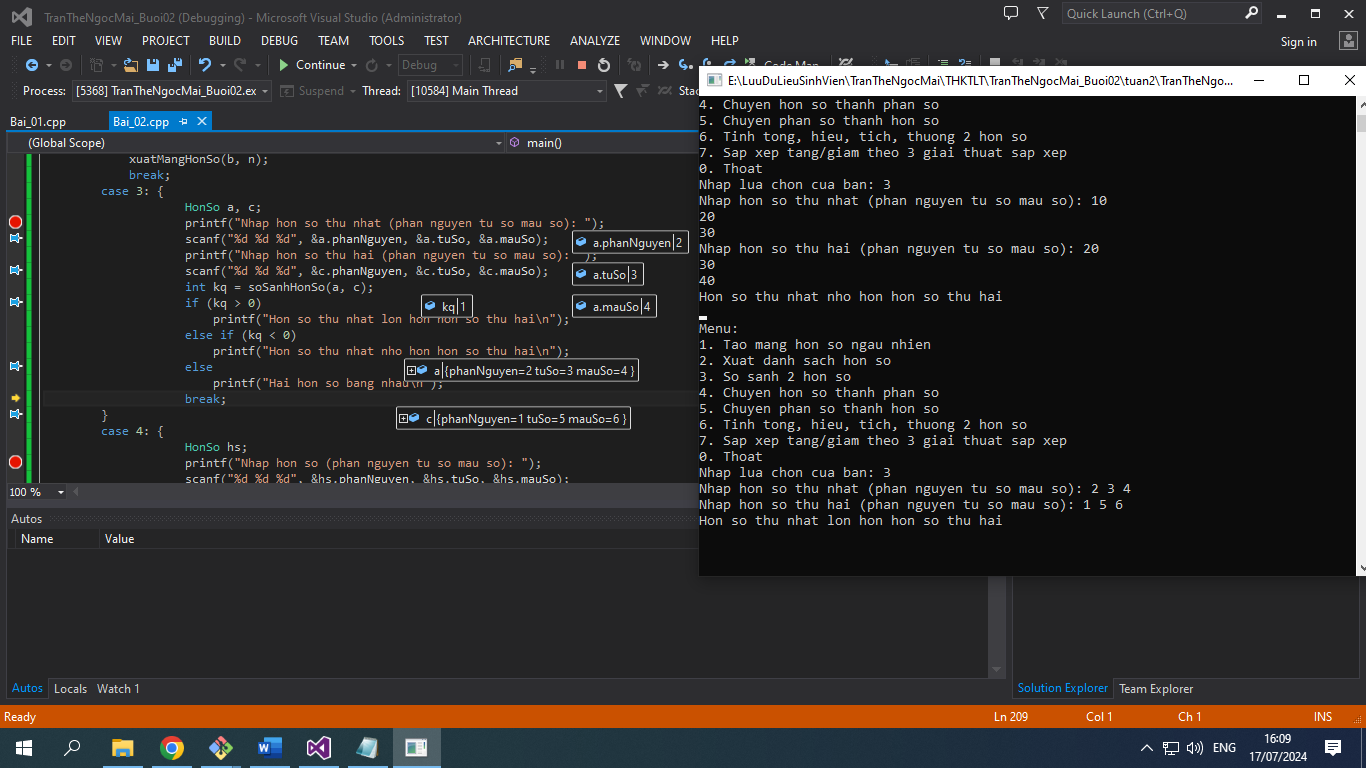 TranTheNgocMai_Buoi02 (Debugging) - Microsoft Visual Studio (Administrator)
Quick Launch (Ctrl+Q)
FILE EDIT VIEW PROJECT BUILD DEBUG TEAM TOOLS TEST ARCHITECTURE ANALYZE WINDOW HELP
Sign in
Continue Debug Code Map
Process: [5368] TranTheNgocMai_Buoi02.ex Suspend Thread: [10584] Main Thread
Bai_01.cpp Bai_02.cpp
(Global Scope) main()
xuatMangHonSo(b, n);
break;
case 3: {
HonSo a, c;
printf("Nhap hon so thu nhat (phan nguyen tu so mau so): ");
scanf("%d %d %d", &a.phanNguyen, &a.tuSo, &a.mauSo);
a.phanNguyen 2
printf("Nhap hon so thu hai (phan nguyen tu so mau so): ");
scanf("%d %d %d", &c.phanNguyen, &c.tuSo, &c.mauSo);
a.tuSo 3
int kq = soSanhHonSo(a, c);
if (kq > 0)
kq 1
a.mauSo 4
printf("Hon so thu nhat lon hon hon so thu hai\n");
else if (kq < 0)
printf("Hon so thu nhat nho hon hon so thu hai\n");
else
a {phanNguyen=2 tuSo=3 mauSo=4 }
printf("Hai hon so bang nhau\n");
break;
}
c {phanNguyen=1 tuSo=5 mauSo=6 }
case 4: {
HonSo hs;
printf("Nhap hon so (phan nguyen tu so mau so): ");
scanf("%d %d %d", &hs.phanNguyen, &hs.tuSo, &hs.mauSo);
100 %
Autos
Name Value
Autos Locals Watch 1
E:\LuuDuLieuSinhVien\TranTheNgocMai\THKTLT\TranTheNgocMai_Buoi02\tuan2\TranTheNgo...
4. Chuyen hon so thanh phan so
5. Chuyen phan so thanh hon so
6. Tinh tong, hieu, tich, thuong 2 hon so
7. Sap xep tang/giam theo 3 giai thuat sap xep
0. Thoat
Nhap lua chon cua ban: 3
Nhap hon so thu nhat (phan nguyen tu so mau so): 10
20
30
Nhap hon so thu hai (phan nguyen tu so mau so): 20
30
40
Hon so thu nhat nho hon hon so thu hai
Menu:
1. Tao mang hon so ngau nhien
2. Xuat danh sach hon so
3. So sanh 2 hon so
4. Chuyen hon so thanh phan so
5. Chuyen phan so thanh hon so
6. Tinh tong, hieu, tich, thuong 2 hon so
7. Sap xep tang/giam theo 3 giai thuat sap xep
0. Thoat
Nhap lua chon cua ban: 3
Nhap hon so thu nhat (phan nguyen tu so mau so): 2 3 4
Nhap hon so thu hai (phan nguyen tu so mau so): 1 5 6
Hon so thu nhat lon hon hon so thu hai
Solution Explorer Team Explorer
Ready Ln 209 Col 1 Ch 1 INS
ENG
16:09
17/07/2024